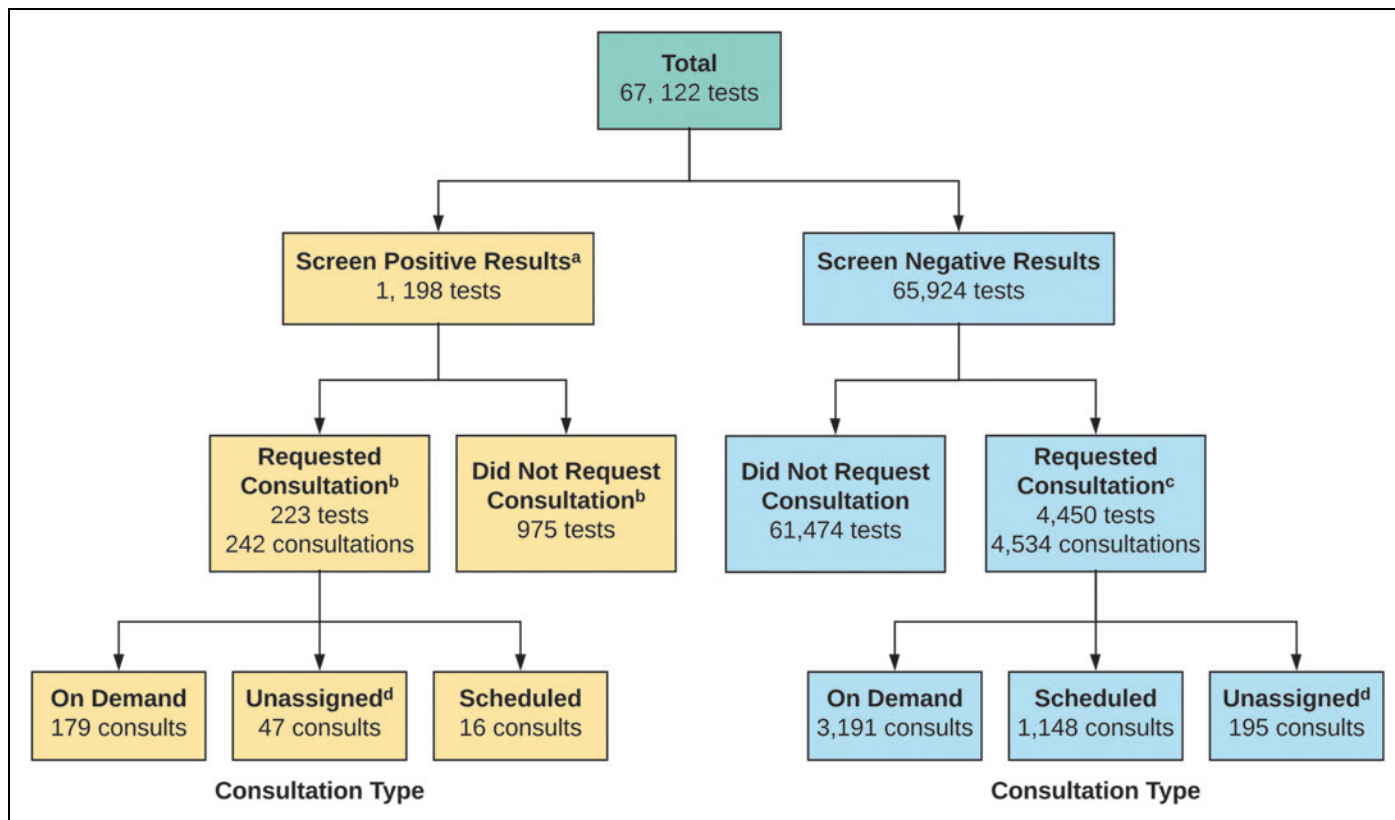 Total
67, 122 tests
Screen Positive Resultsᵃ
1, 198 tests
Screen Negative Results
65,924 tests
Requested
Consultationᵇ
223 tests
242 consultations
Did Not Request
Consultationᵇ
975 tests
Did Not Request
Consultation
61,474 tests
Requested
Consultationᶜ
4,450 tests
4,534 consultations
On Demand
179 consults
Unassignedᵈ
47 consults
Scheduled
16 consults
On Demand
3,191 consults
Scheduled
1,148 consults
Unassignedᵈ
195 consults
Consultation Type
Consultation Type